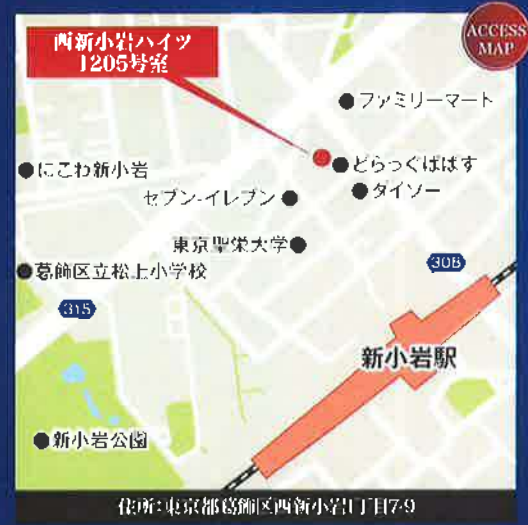 ACCESS
MAP
西新小岩ハイツ
1205号室
ファミリーマート
どらっぐぱぱす
にこわ新小岩
ダイソー
セブン-イレブン
東京聖栄大学
308
葛飾区立松上小学校
315
新小岩駅
新小岩公園
住所:東京都葛飾区西新小岩1丁目7-9